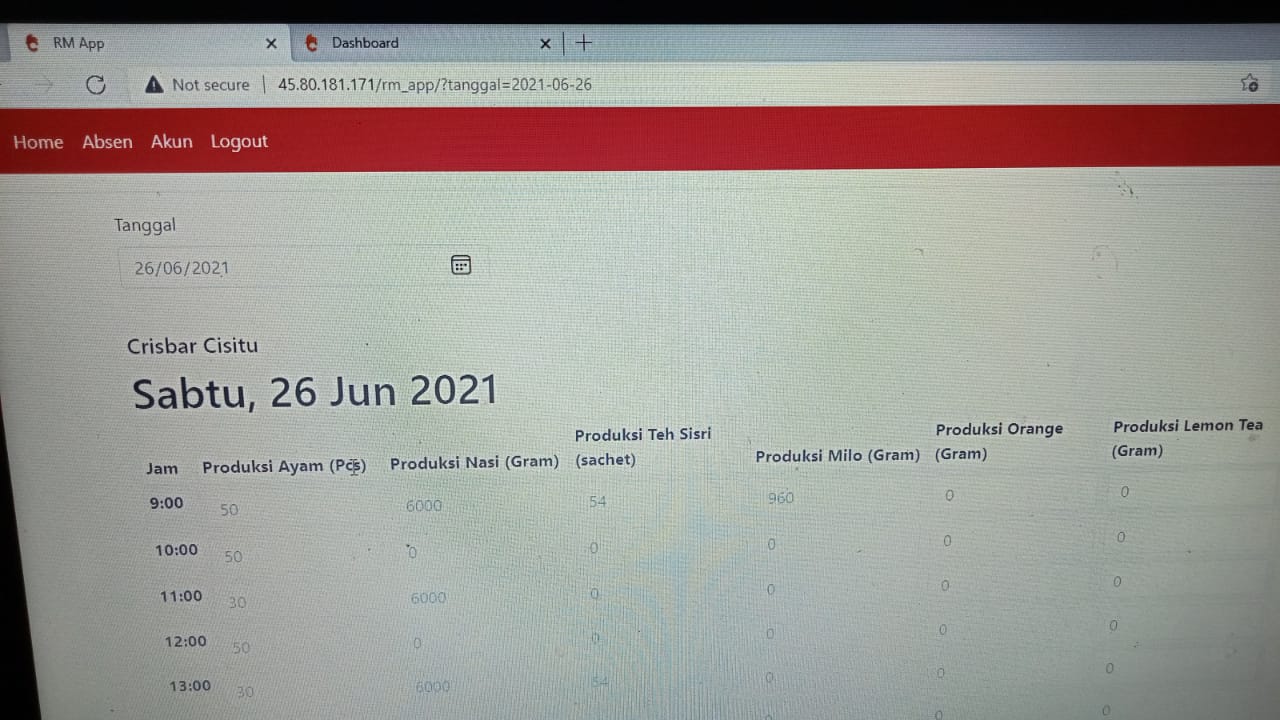 RM App
Dashboard
Not secure 45.80.181.171/rm_app/?tanggal=2021-06-26
Home Absen Akun Logout
Tanggal
26/06/2021
Crisbar Cisitu
Sabtu, 26 Jun 2021
Jam Produksi Ayam (Pcs) Produksi Nasi (Gram) Produksi Teh Sisri (sachet) Produksi Milo (Gram) Produksi Orange (Gram) Produksi Lemon Tea (Gram)
9:00 50 6000 54 960 0 0
10:00 50 0 0 0 0 0
11:00 30 6000 0 0 0 0
12:00 50 0 0 0 0 0
13:00 30 6000 54 0 0 0
0 0 0